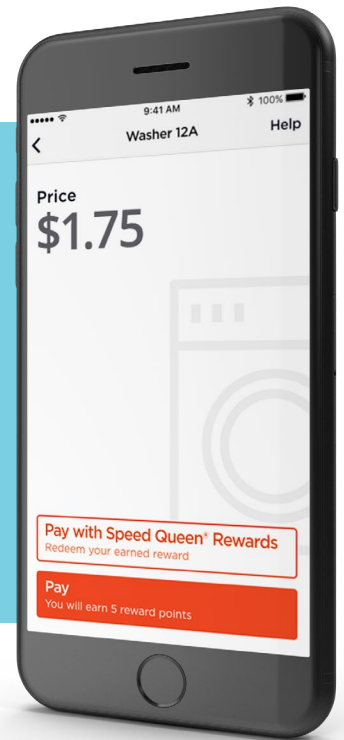 9:41 AM
100%
Washer 12A
Help
Price
$1.75
Pay with Speed Queen® Rewards
Redeem your earned reward
Pay
You will earn 5 reward points